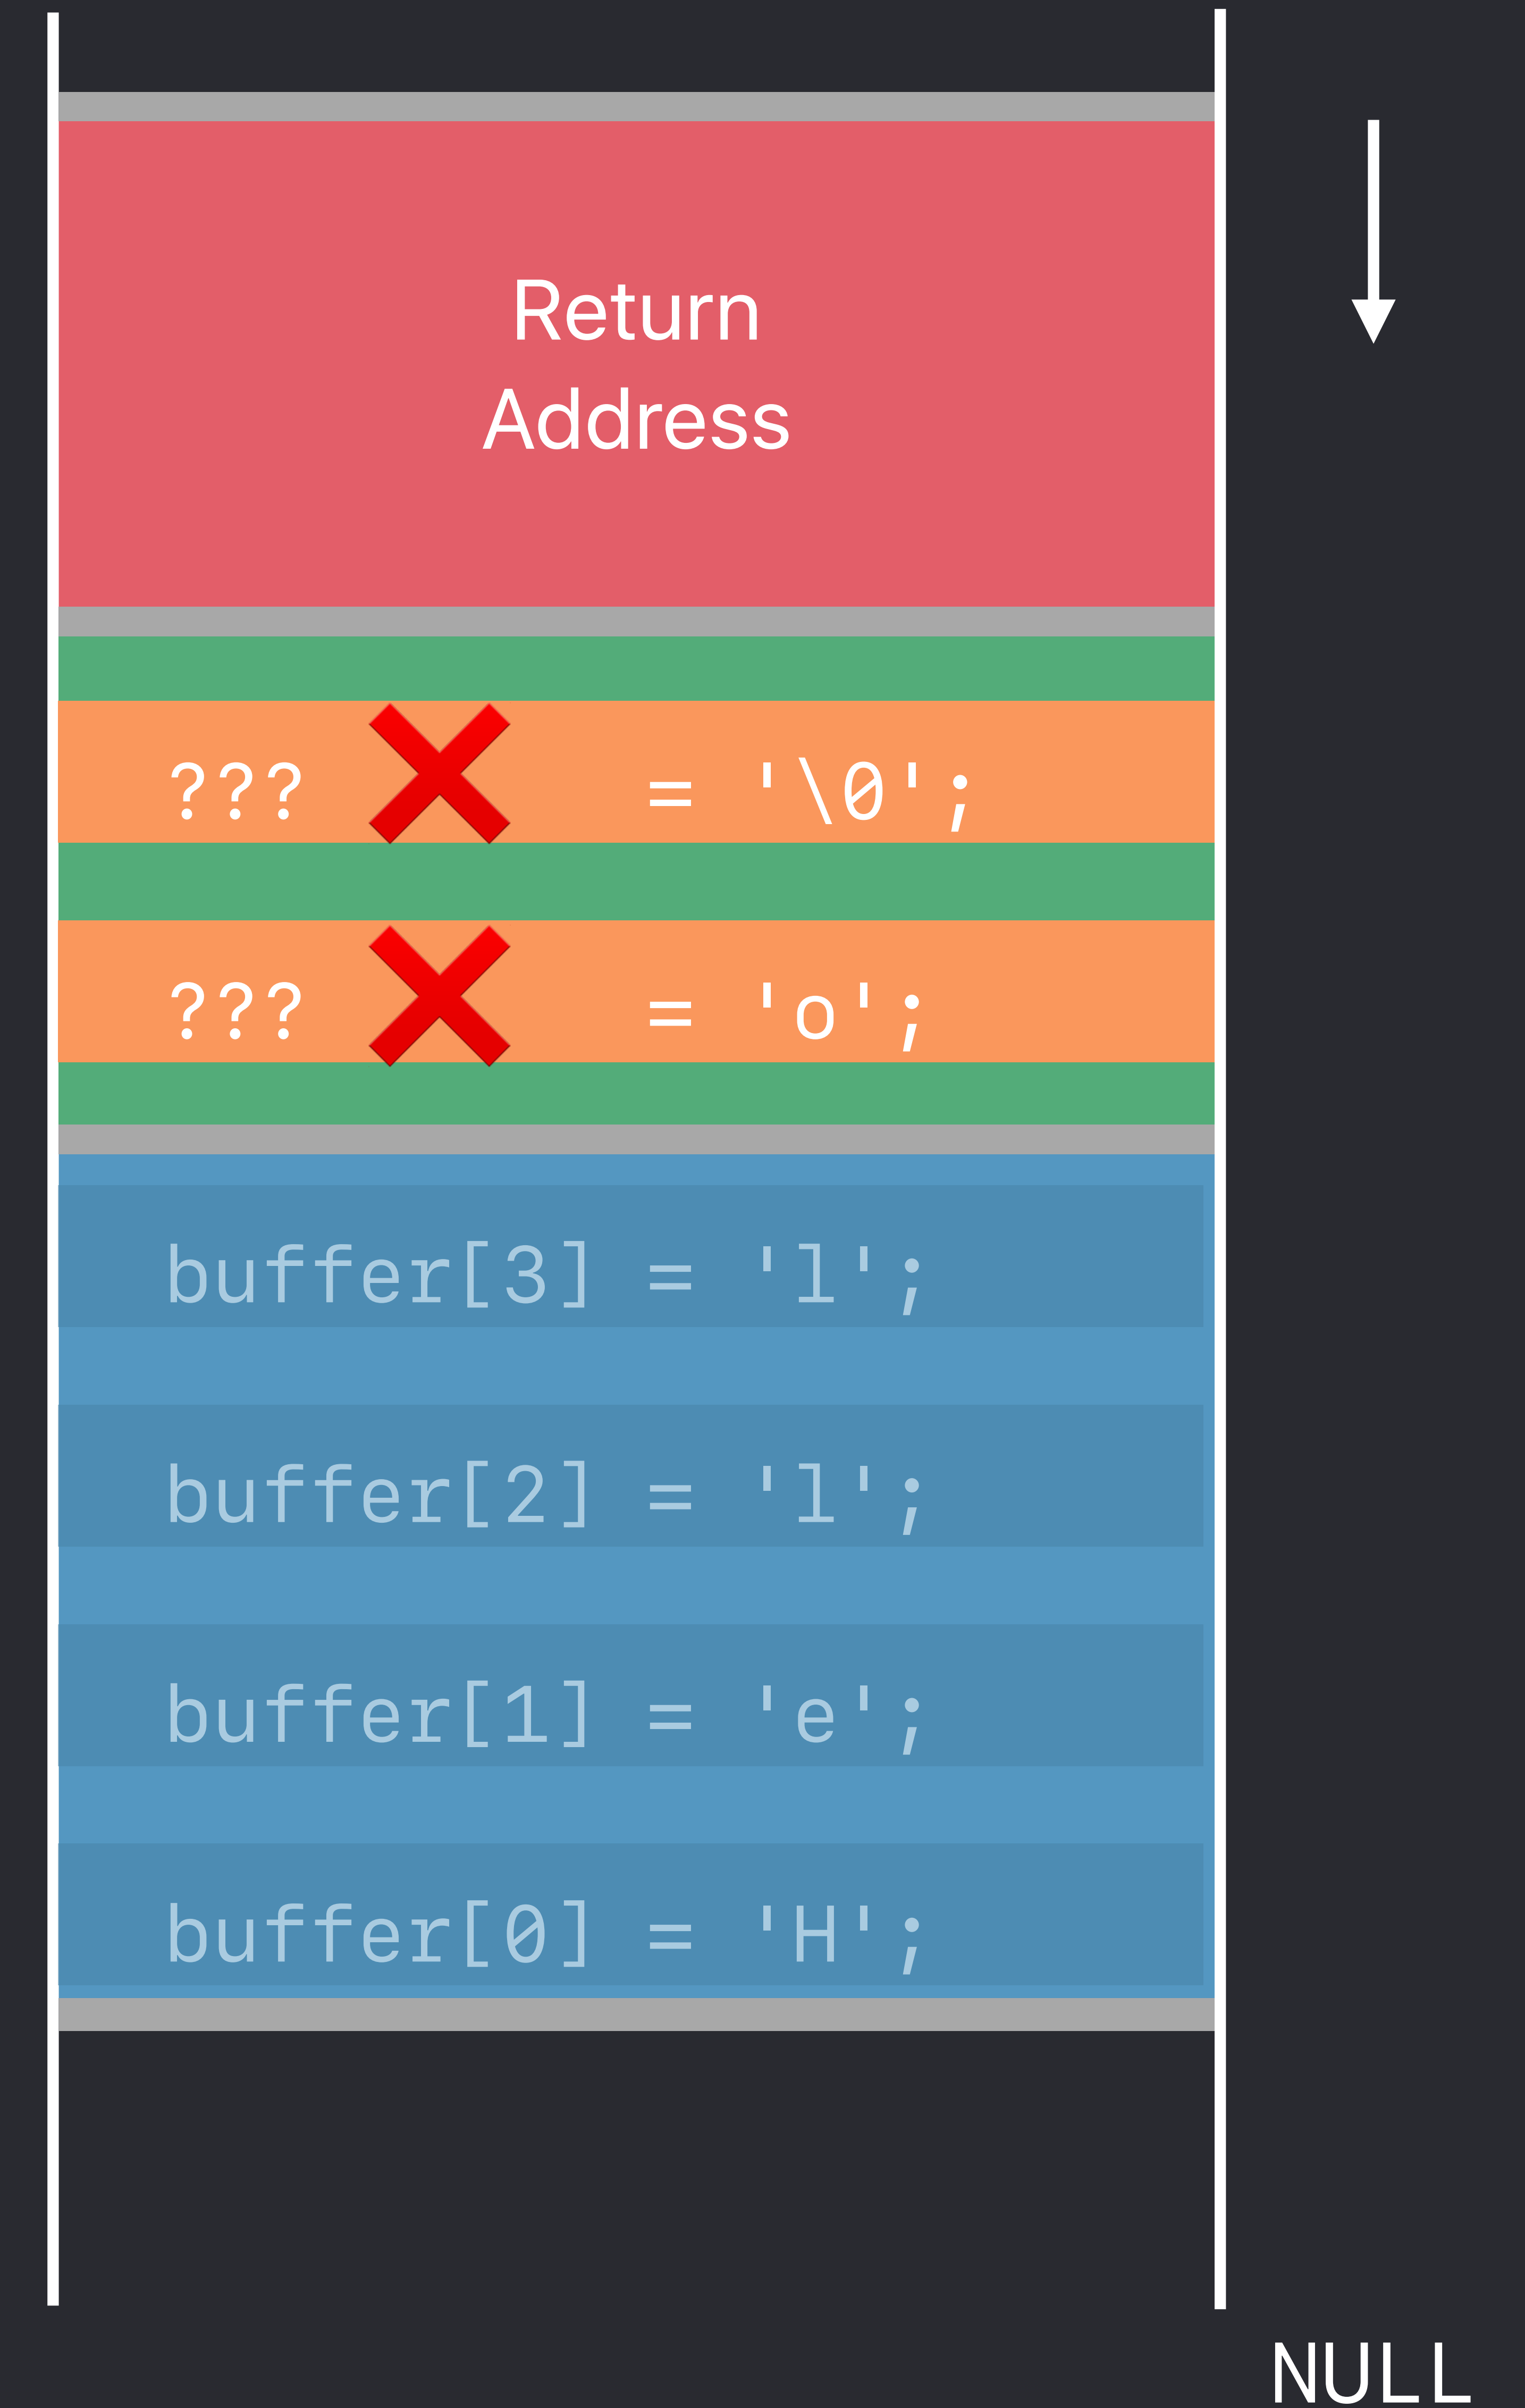 Return
Address
??? = '\0';
??? = 'o';
buffer[3] = 'l';
buffer[2] = 'l';
buffer[1] = 'e';
buffer[0] = 'H';
NULL